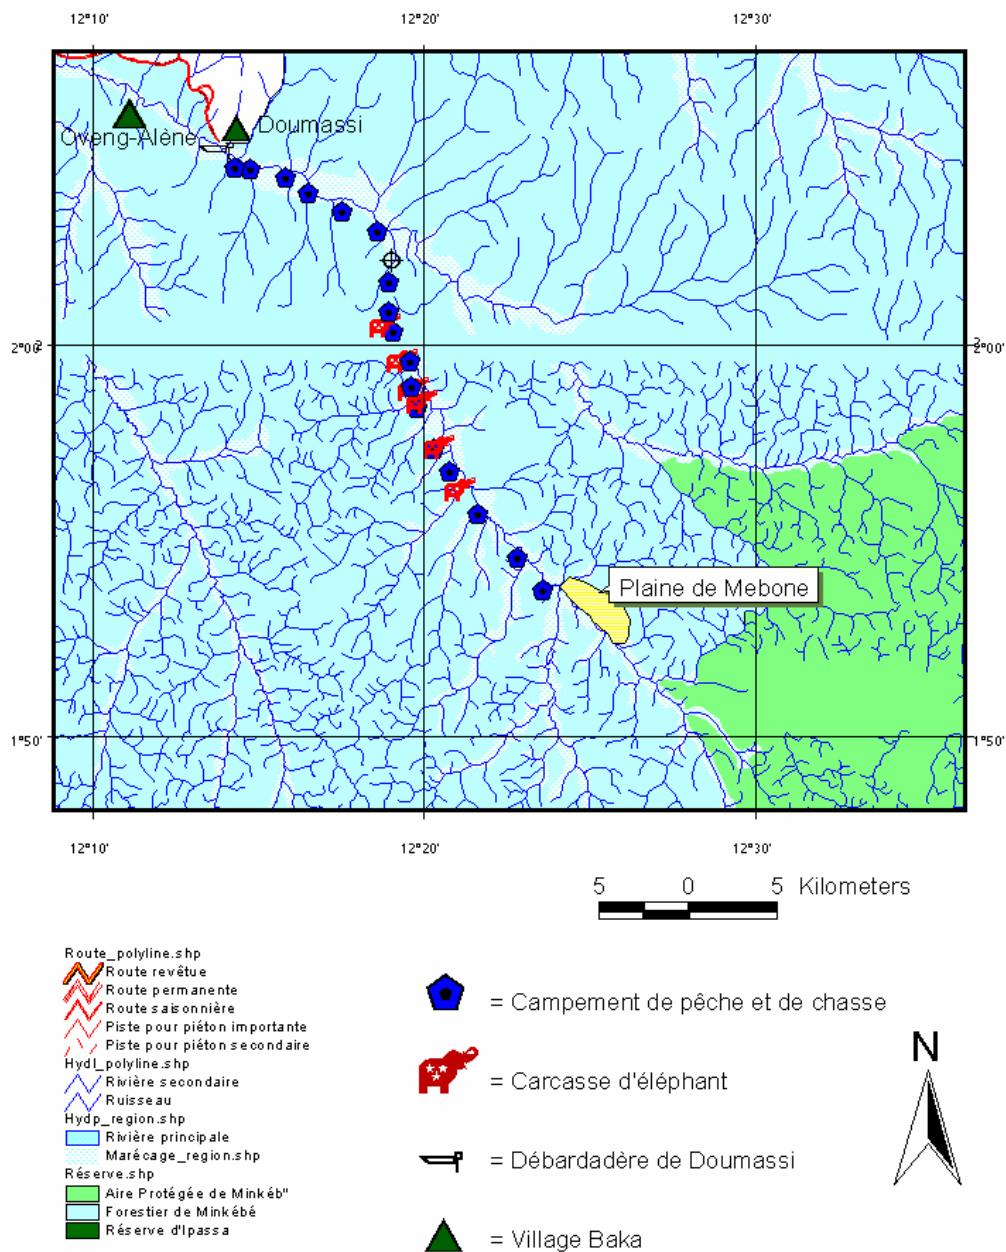 12°10' 12°20' 12°30'
Oveng-Alène
Doumassi
2°00' 2°00'
Plaine de Mebone
1°50' 1°50'
12°10' 12°20' 12°30'
5 0 5 Kilometers
Route_polyline.shp
Route revêtue
Route permanente
Route saisonnière
Piste pour piéton importante
Piste pour piéton secondaire
Hydl_polyline.shp
Rivière secondaire
Ruisseau
Hydp_region.shp
Rivière principale
Marécage_region.shp
Réserve.shp
Aire Protégée de Minkéb"
Forestier de Minkébé
Réserve d'Ipassa
= Campement de pêche et de chasse
= Carcasse d'éléphant
= Débardadère de Doumassi
= Village Baka
N